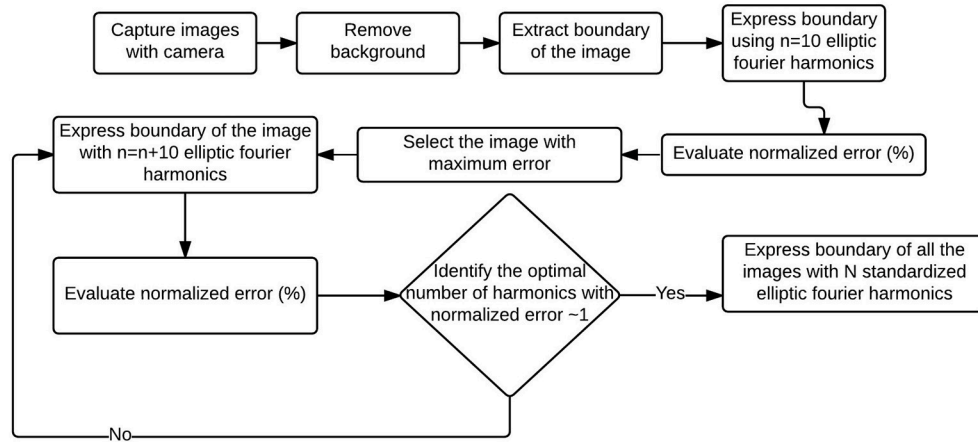 Capture images
with camera
Remove
background
Extract boundary
of the image
Express boundary
using n=10 elliptic
fourier harmonics
Evaluate normalized error (%)
Select the image with
maximum error
Express boundary of the image
with n=n+10 elliptic fourier
harmonics
Evaluate normalized error (%)
Identify the optimal
number of harmonics with
normalized error ~1
Yes
Express boundary of all the
images with N standardized
elliptic fourier harmonics
No